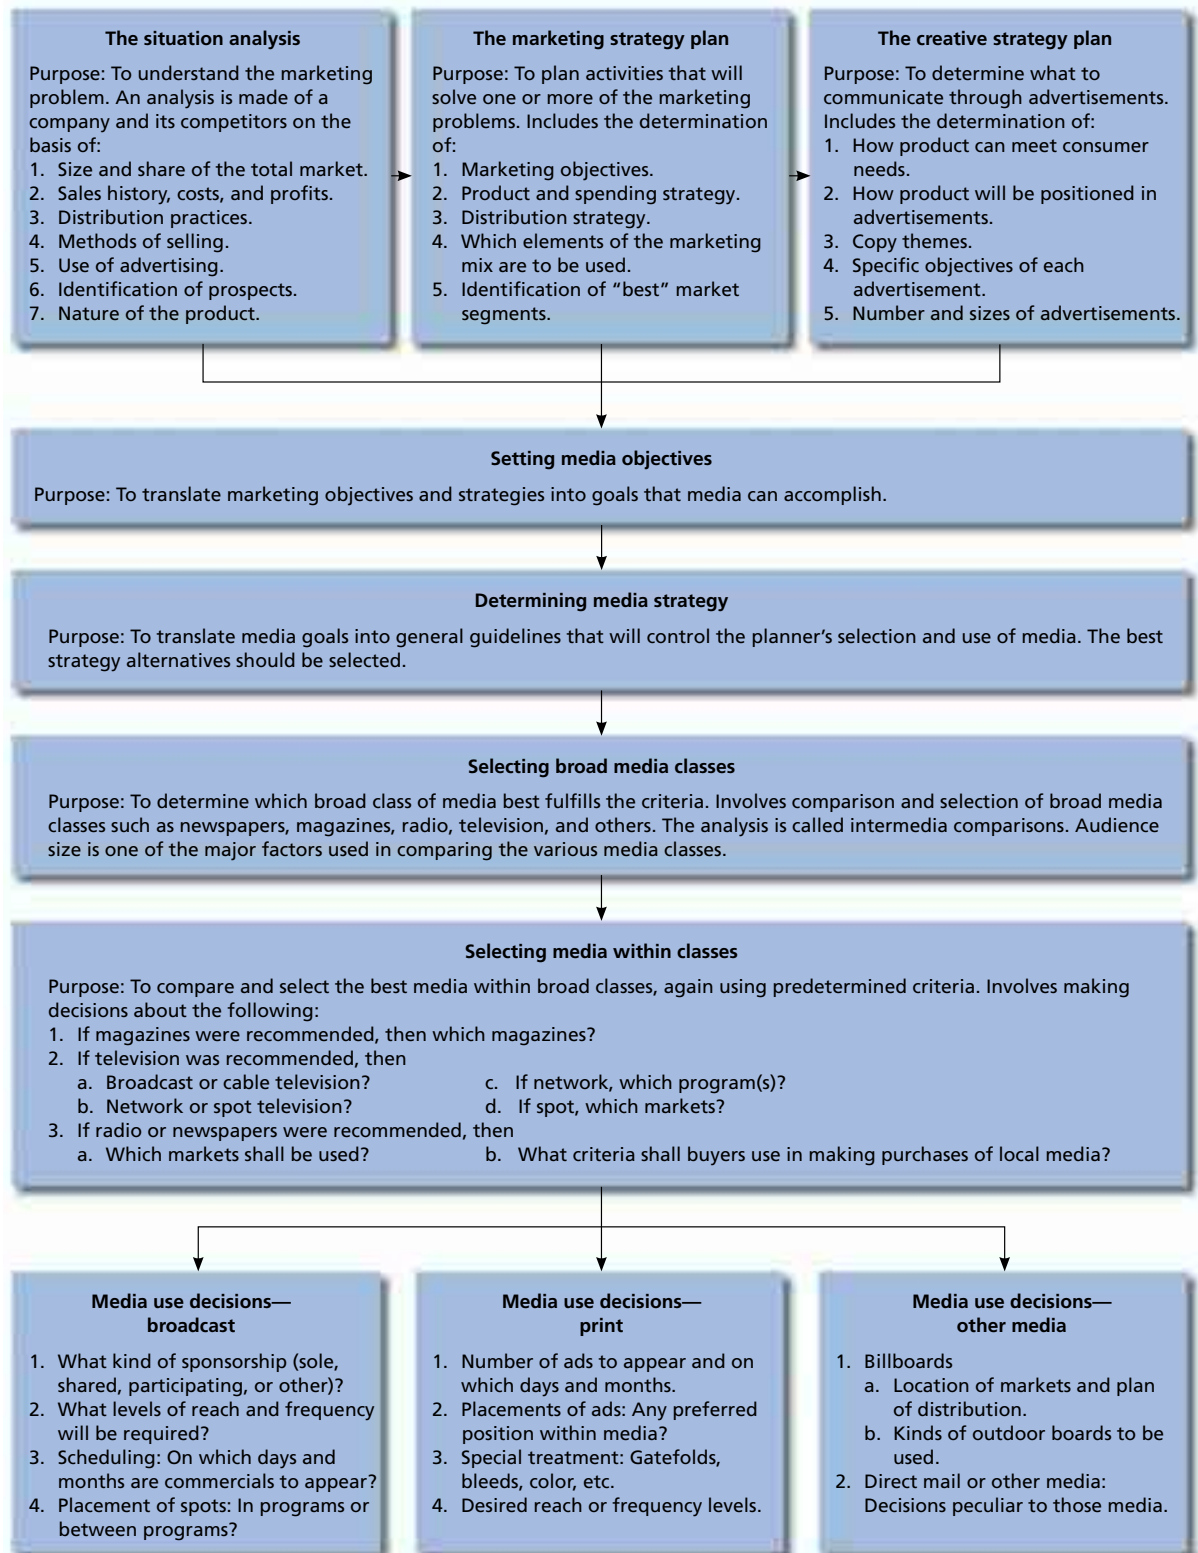 The situation analysis
Purpose: To understand the marketing
problem. An analysis is made of a
company and its competitors on the
basis of:
1. Size and share of the total market.
2. Sales history, costs, and profits.
3. Distribution practices.
4. Methods of selling.
5. Use of advertising.
6. Identification of prospects.
7. Nature of the product.
The marketing strategy plan
Purpose: To plan activities that will
solve one or more of the marketing
problems. Includes the determination
of:
1. Marketing objectives.
2. Product and spending strategy.
3. Distribution strategy.
4. Which elements of the marketing
mix are to be used.
5. Identification of “best” market
segments.
The creative strategy plan
Purpose: To determine what to
communicate through advertisements.
Includes the determination of:
1. How product can meet consumer
needs.
2. How product will be positioned in
advertisements.
3. Copy themes.
4. Specific objectives of each
advertisement.
5. Number and sizes of advertisements.
Setting media objectives
Purpose: To translate marketing objectives and strategies into goals that media can accomplish.
Determining media strategy
Purpose: To translate media goals into general guidelines that will control the planner’s selection and use of media. The best
strategy alternatives should be selected.
Selecting broad media classes
Purpose: To determine which broad class of media best fulfills the criteria. Involves comparison and selection of broad media
classes such as newspapers, magazines, radio, television, and others. The analysis is called intermedia comparisons. Audience
size is one of the major factors used in comparing the various media classes.
Selecting media within classes
Purpose: To compare and select the best media within broad classes, again using predetermined criteria. Involves making
decisions about the following:
1. If magazines were recommended, then which magazines?
2. If television was recommended, then
a. Broadcast or cable television? c. If network, which program(s)?
b. Network or spot television? d. If spot, which markets?
3. If radio or newspapers were recommended, then
a. Which markets shall be used? b. What criteria shall buyers use in making purchases of local media?
Media use decisions—
broadcast
1. What kind of sponsorship (sole,
shared, participating, or other)?
2. What levels of reach and frequency
will be required?
3. Scheduling: On which days and
months are commercials to appear?
4. Placement of spots: In programs or
between programs?
Media use decisions—
print
1. Number of ads to appear and on
which days and months.
2. Placements of ads: Any preferred
position within media?
3. Special treatment: Gatefolds,
bleeds, color, etc.
4. Desired reach or frequency levels.
Media use decisions—
other media
1. Billboards
a. Location of markets and plan
of distribution.
b. Kinds of outdoor boards to be
used.
2. Direct mail or other media:
Decisions peculiar to those media.